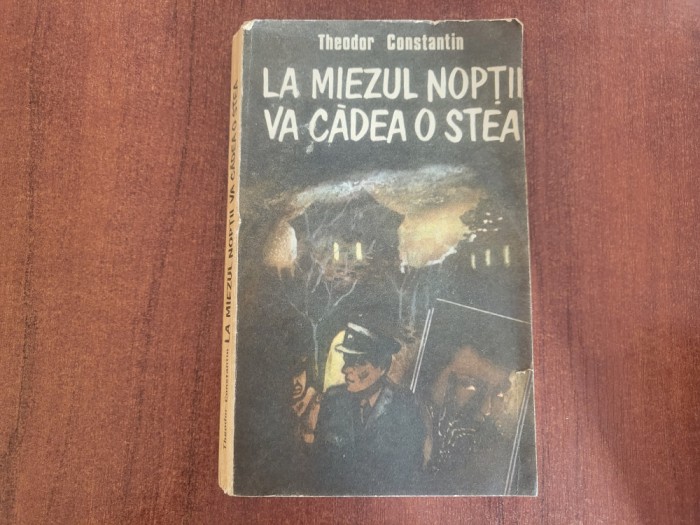 Theodor Constantin
LA MIEZUL NOPȚII
VA CĂDEA O STEA
Theodor Constantin LA MIEZUL NOPȚII VA CĂDEA O STEA